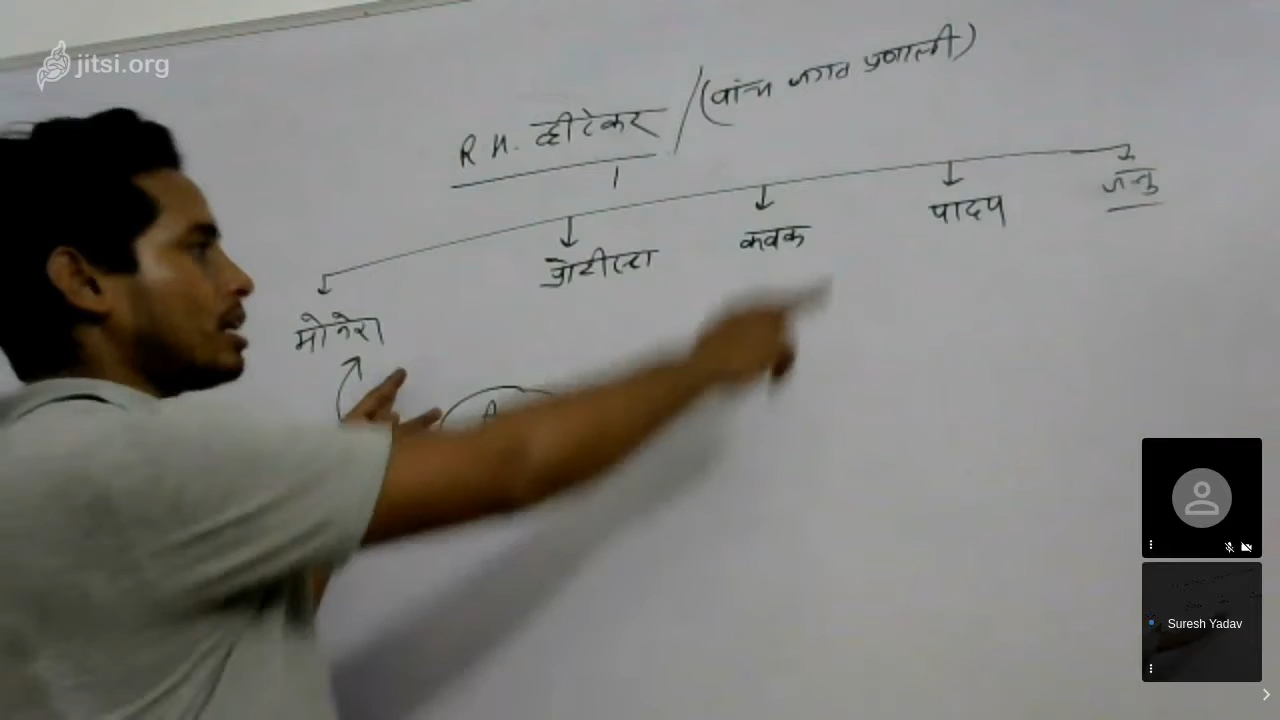 jitsi.org
R H. व्हीटेकर / (पांच जगत प्रणाली)
मोनेरा प्रोटीस्टा कवक पादप जन्तु
A
Suresh Yadav